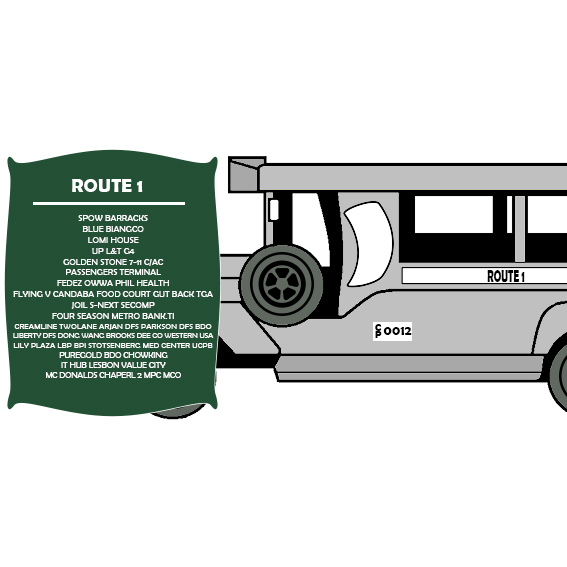 ROUTE 1
SPOW BARRACKS
BLUE BIANGCO
LOMI HOUSE
UP L&T G4
GOLDEN STONE 7-11 C/AC
PASSENGERS TERMINAL
FEDEZ OWWA PHIL HEALTH
FLYING V CANDABA FOOD COURT GUT BACK TGA
JOIL S-NEXT SECOMP
FOUR SEASON METRO BANK.TI
CREAMLINE TWOLANE ARJAN DFS PARKSON DFS BDO
LIBERTY DFS DONG WANG BROOKS DEE CO WESTERN USA
LILY PLAZA LBP BPI STOTSENBERG MED CENTER UCPB
PUREGOLD BDO CHOWKING
IT HUB LESBON VALUE CITY
MC DONALDS CHAPERL 2 MPC MCO
ROUTE 1
CFP 0012